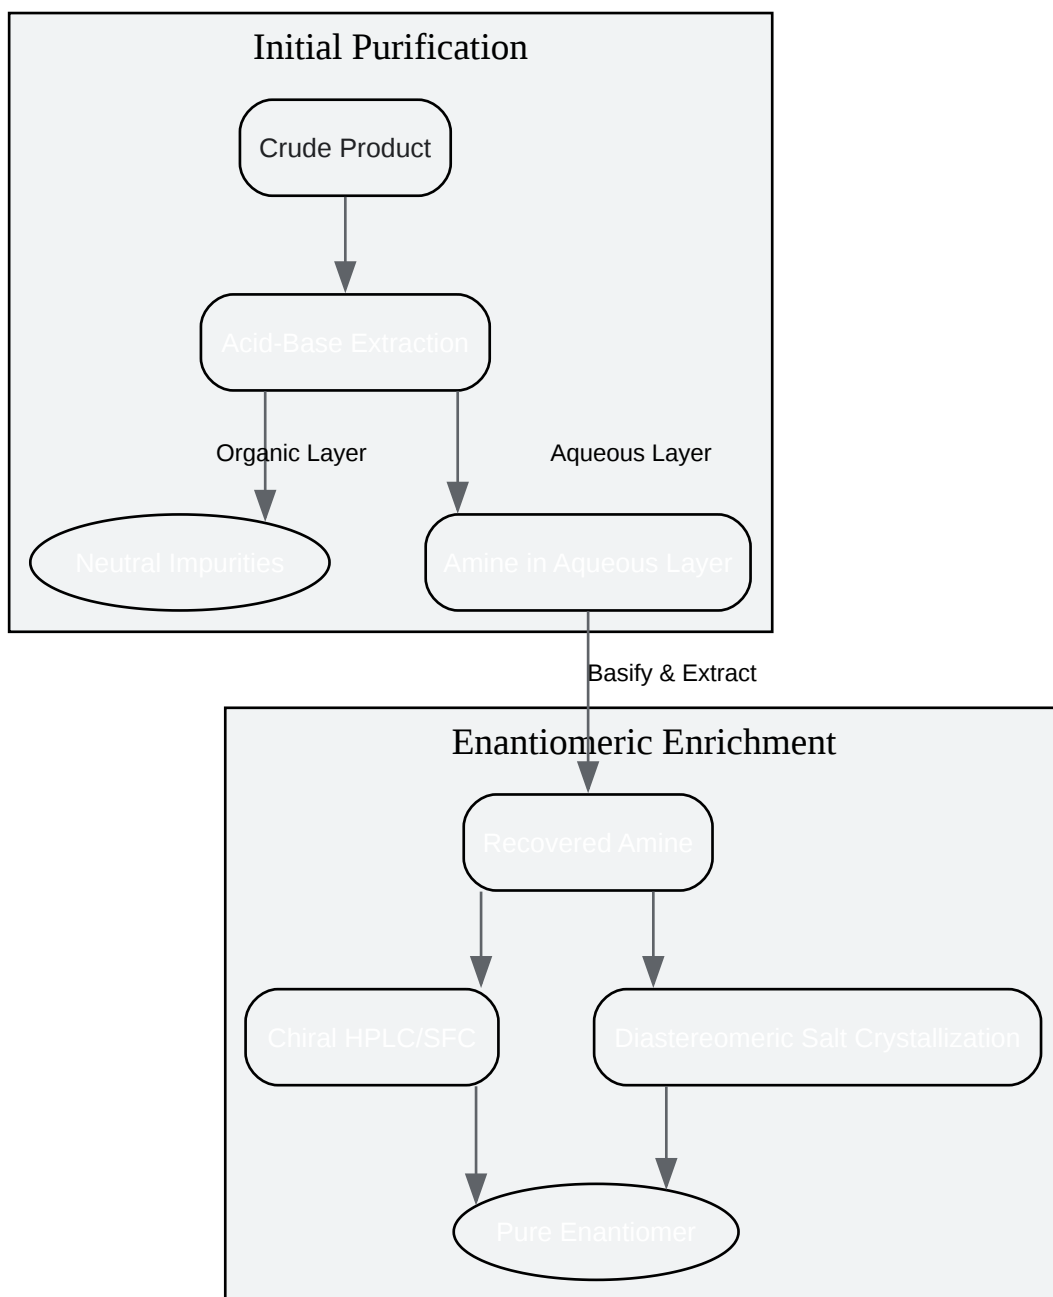 Initial Purification
Crude Product
Acid-Base Extraction
Organic Layer
Aqueous Layer
Neutral Impurities
Amine in Aqueous Layer
Basify & Extract
Enantiomeric Enrichment
Recovered Amine
Chiral HPLC/SFC
Diastereomeric Salt Crystallization
Pure Enantiomer